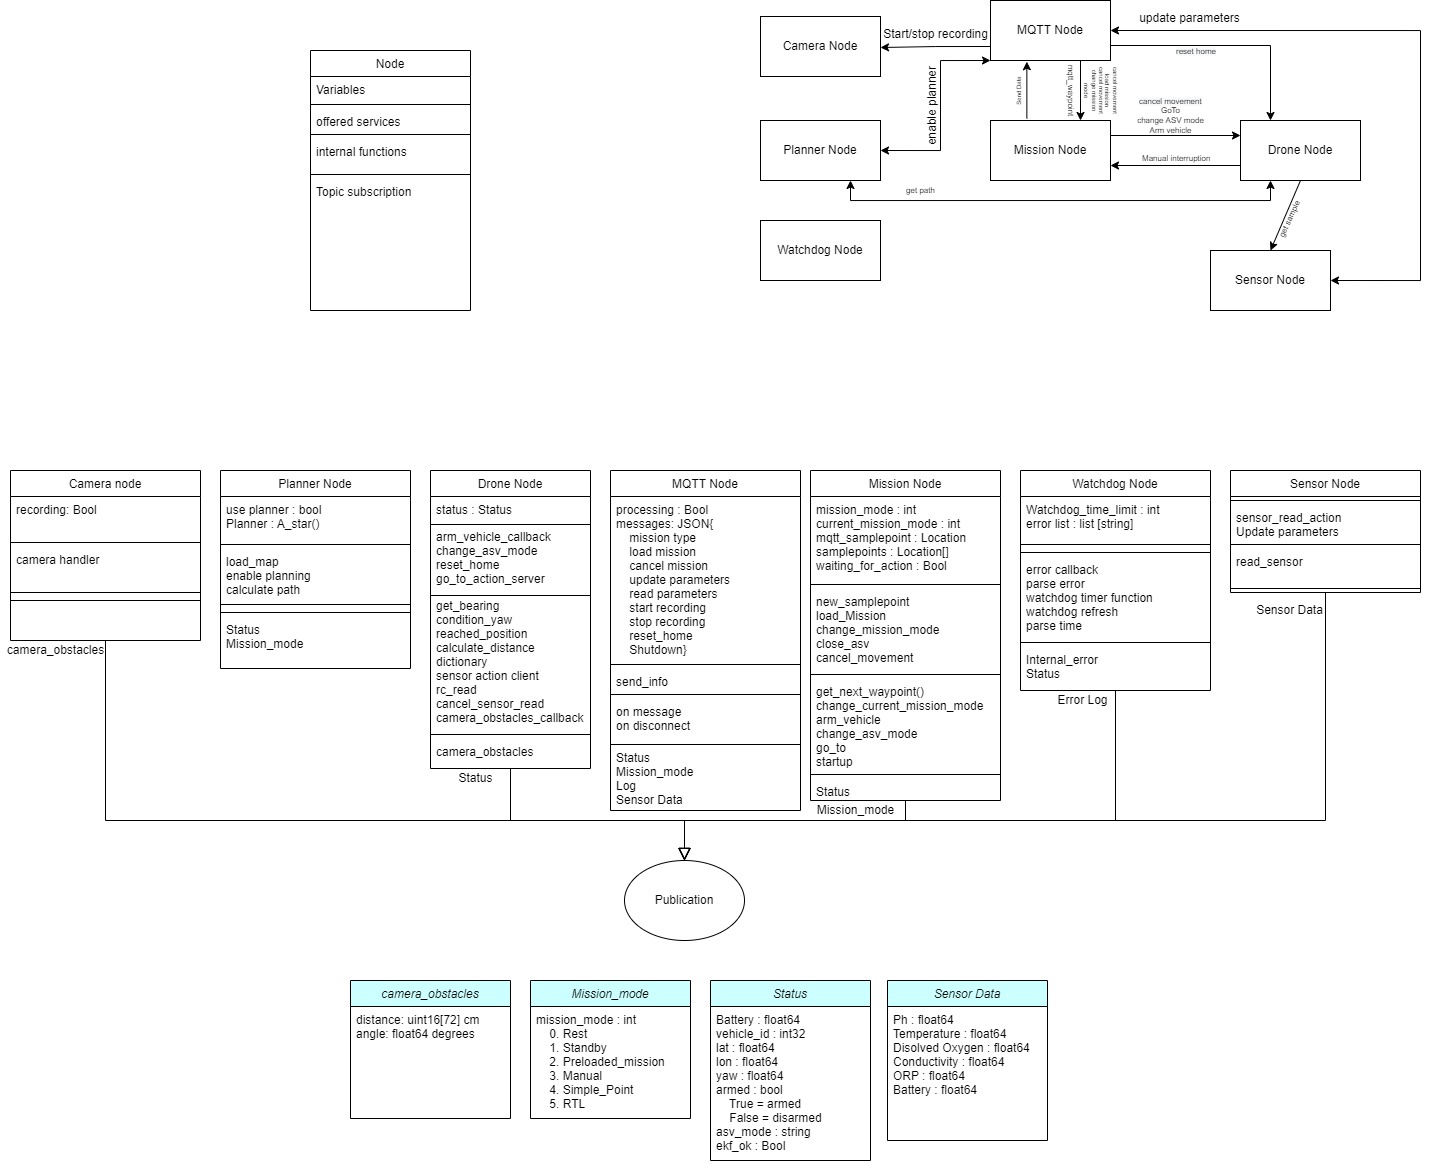 Node
Variables
offered services
internal functions
Topic subscription
Camera Node
Start/stop recording
MQTT Node
update parameters
reset home
enable planner
Send Data
mqtt_waypoint
mode
change mission
cancel movement
load mission
cancel movement
cancel movement
GoTo
change ASV mode
Arm vehicle
Planner Node
Mission Node
Drone Node
Manual interruption
get path
get sample
Watchdog Node
Sensor Node
Camera node
recording: Bool
camera handler
camera_obstacles
Planner Node
use planner : bool
Planner : A_star()
load_map
enable planning
calculate path
Status
Mission_mode
Drone Node
status : Status
arm_vehicle_callback
change_asv_mode
reset_home
go_to_action_server
get_bearing
condition_yaw
reached_position
calculate_distance
dictionary
sensor action client
rc_read
cancel_sensor_read
camera_obstacles_callback
camera_obstacles
Status
MQTT Node
processing : Bool
messages: JSON{
mission type
load mission
cancel mission
update parameters
read parameters
start recording
stop recording
reset_home
Shutdown}
send_info
on message
on disconnect
Status
Mission_mode
Log
Sensor Data
Mission Node
mission_mode : int
current_mission_mode : int
mqtt_samplepoint : Location
samplepoints : Location[]
waiting_for_action : Bool
new_samplepoint
load_Mission
change_mission_mode
close_asv
cancel_movement
get_next_waypoint()
change_current_mission_mode
arm_vehicle
change_asv_mode
go_to
startup
Status
Mission_mode
Watchdog Node
Watchdog_time_limit : int
error list : list [string]
error callback
parse error
watchdog timer function
watchdog refresh
parse time
Internal_error
Status
Error Log
Sensor Node
sensor_read_action
Update parameters
read_sensor
Sensor Data
Publication
camera_obstacles
distance: uint16[72] cm
angle: float64 degrees
Mission_mode
mission_mode : int
0. Rest
1. Standby
2. Preloaded_mission
3. Manual
4. Simple_Point
5. RTL
Status
Battery : float64
vehicle_id : int32
lat : float64
lon : float64
yaw : float64
armed : bool
True = armed
False = disarmed
asv_mode : string
ekf_ok : Bool
Sensor Data
Ph : float64
Temperature : float64
Disolved Oxygen : float64
Conductivity : float64
ORP : float64
Battery : float64